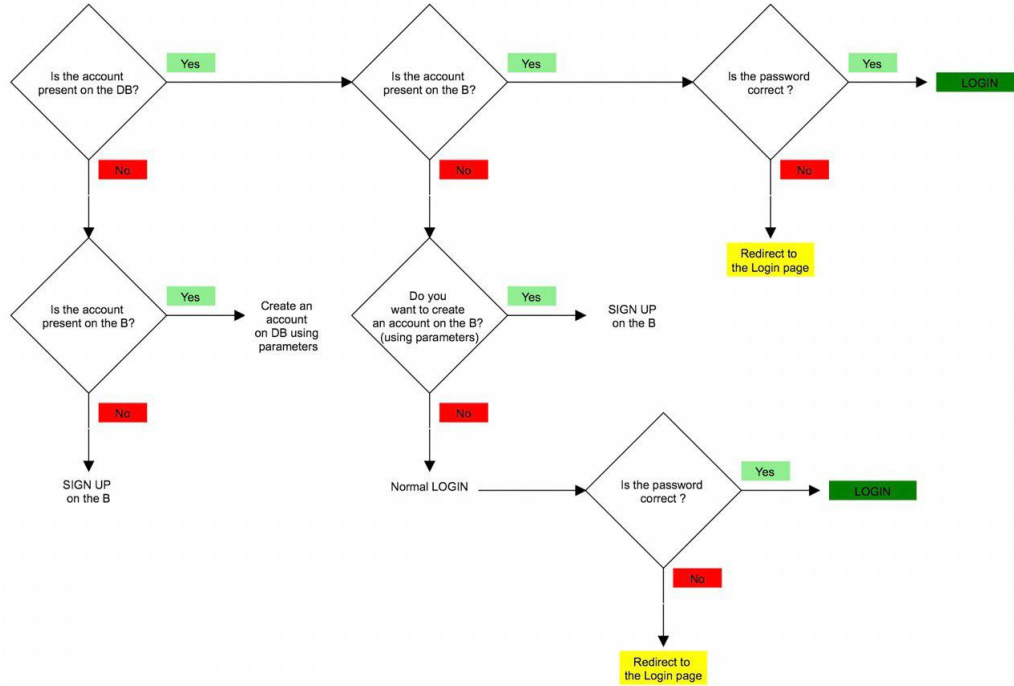 Is the account
present on the DB?
Yes
Is the account
present on the B?
Yes
Is the password
correct ?
Yes
LOGIN
No
No
No
Redirect to
the Login page
Is the account
present on the B?
Yes
Create an
account
on DB using
parameters
Do you
want to create
an account on the B?
(using parameters)
Yes
SIGN UP
on the B
No
No
SIGN UP
on the B
Normal LOGIN
Is the password
correct ?
Yes
LOGIN
No
Redirect to
the Login page